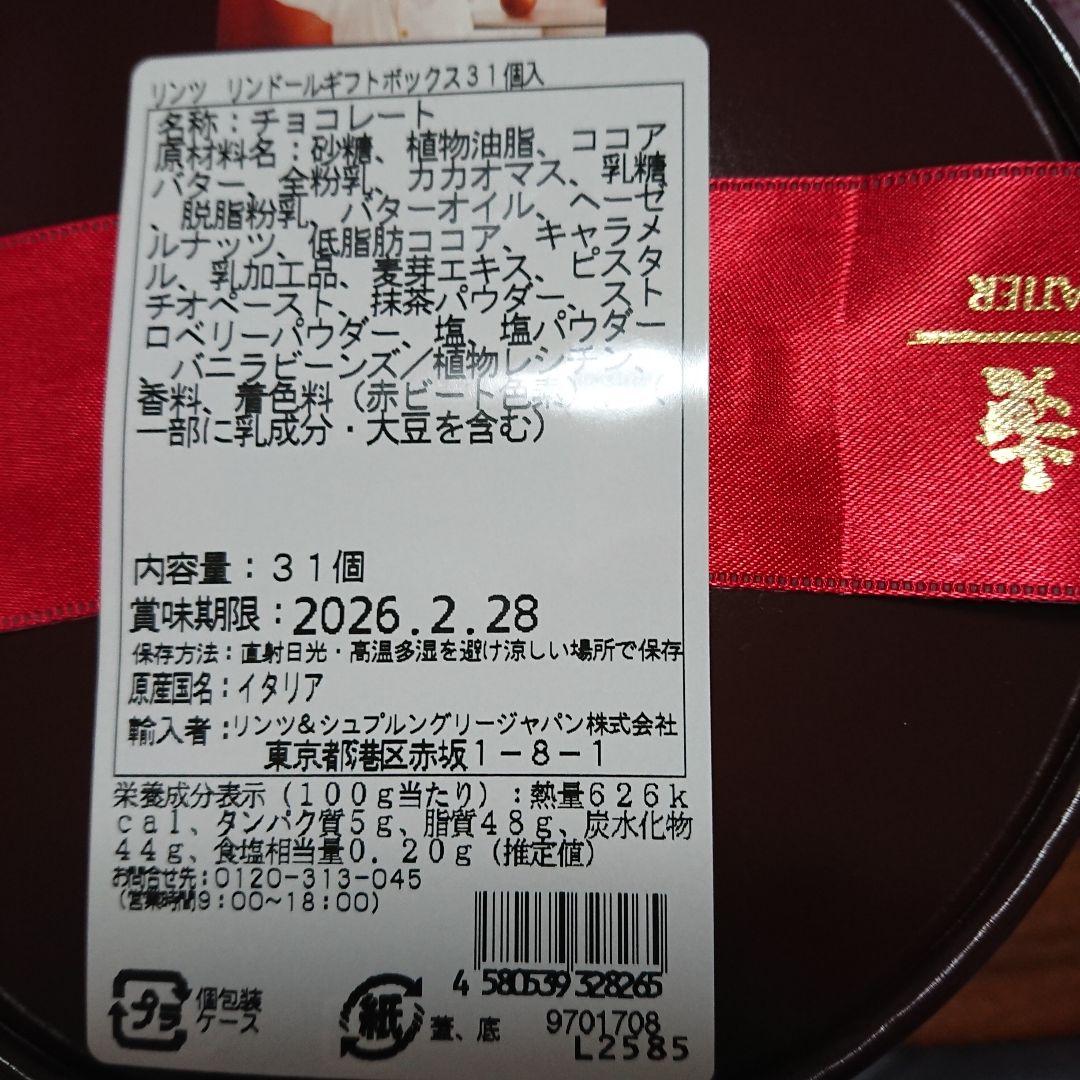 リンツ　リンドールギフトボックス３１個入
名称：チョコレート
原材料名：砂糖、植物油脂、ココア
バター、全粉乳、カカオマス、乳糖
、脱脂粉乳、バターオイル、ヘーゼ
ルナッツ、低脂肪ココア、キャラメ
ル、乳加工品、麦芽エキス、ピスタ
チオペースト、抹茶パウダー、スト
ロベリーパウダー、塩、塩パウダー
、バニラビーンズ／植物レシチン、
香料、着色料（赤ビート色素
一部に乳成分・大豆を含む）
内容量：３１個
賞味期限：2026.2.28
保存方法：直射日光・高温多湿を避け涼しい場所で保存
原産国名：イタリア
輸入者：リンツ&シュプルングリージャパン株式会社
東京都港区赤坂１－８－１
栄養成分表示（１００ｇ当たり）：熱量６２６ｋ
ｃａｌ、タンパク質５ｇ、脂質４８ｇ、炭水化物
４４ｇ、食塩相当量０．２０ｇ（推定値）
お問合せ先：0120-313-045
（営業時間9：00～18：00）
4 580539 328265
プラ 個包装
ケース
紙 蓋、底
9701708
L2585
ATIER